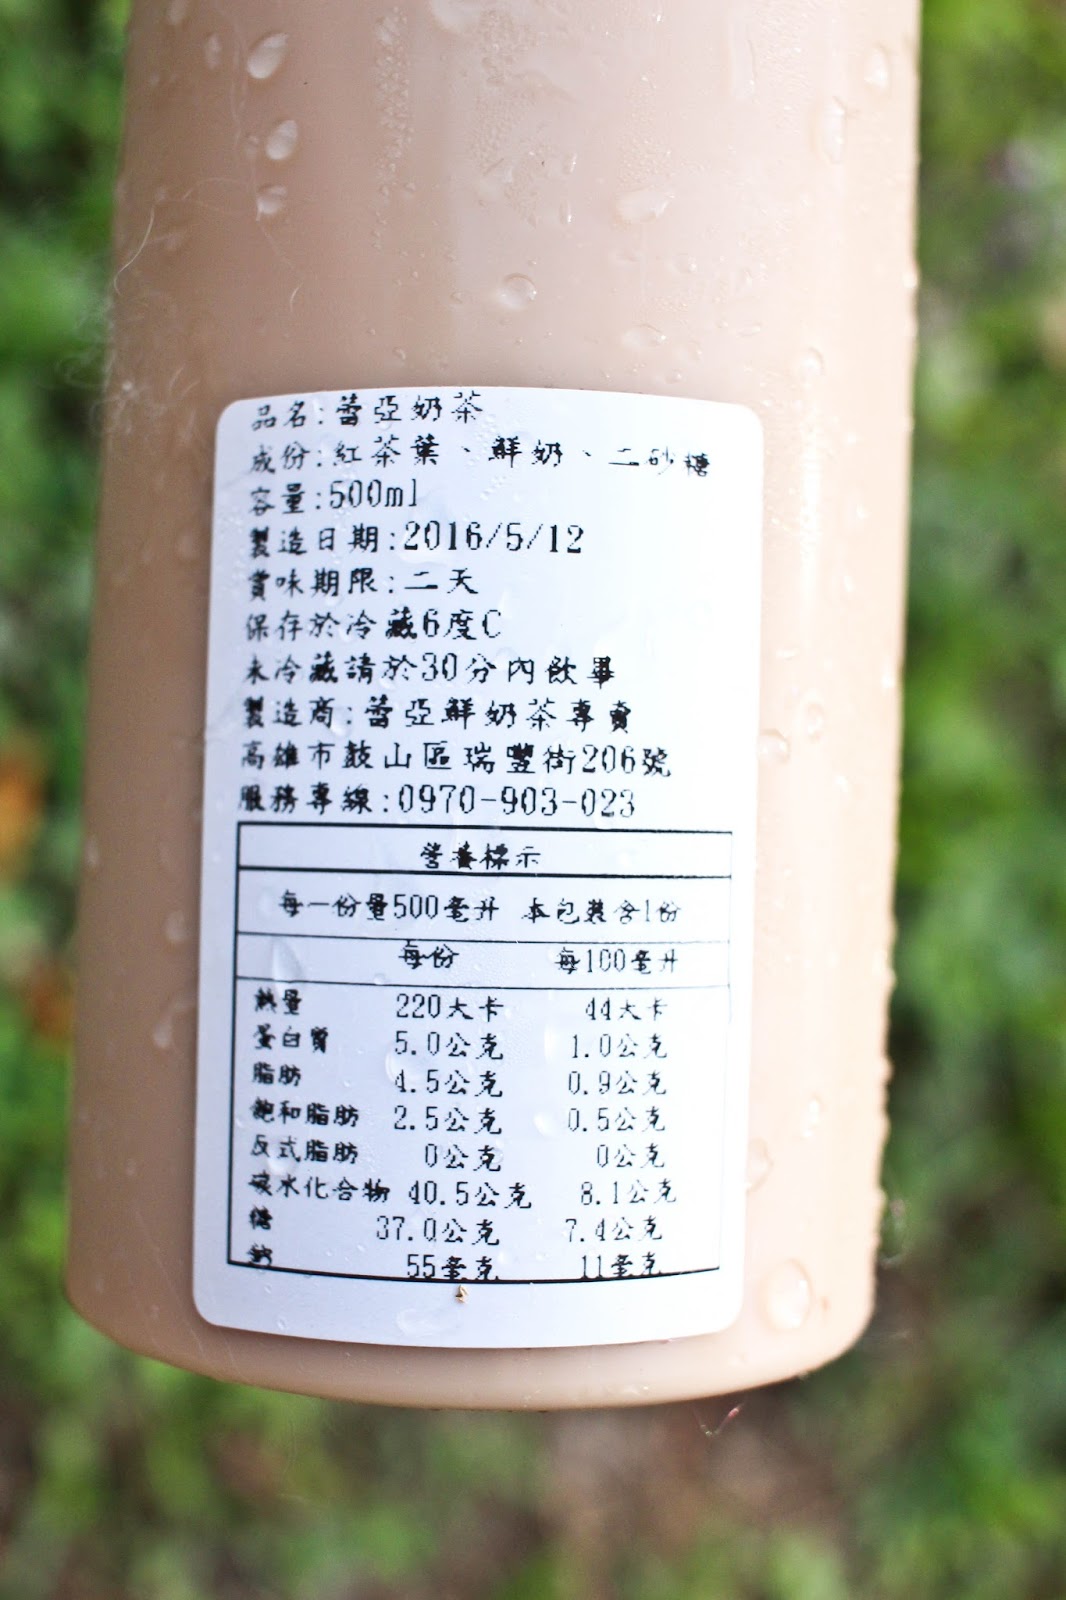 品名:蕾亞奶茶
成份:紅茶葉、鮮奶、二砂糖
容量:500ml
製造日期:2016/5/12
賞味期限:二天
保存於冷藏6度C
未冷藏請於30分內飲畢
製造商:蕾亞鮮奶茶專賣
高雄市鼓山區瑞豐街206號
服務專線:0970-903-023
營養標示
每一份量500毫升 本包裝含1份
每份 每100毫升
熱量 220大卡 44大卡
蛋白質 5.0公克 1.0公克
脂肪 4.5公克 0.9公克
飽和脂肪 2.5公克 0.5公克
反式脂肪 0公克 0公克
碳水化合物 40.5公克 8.1公克
糖 37.0公克 7.4公克
鈉 55毫克 11毫克